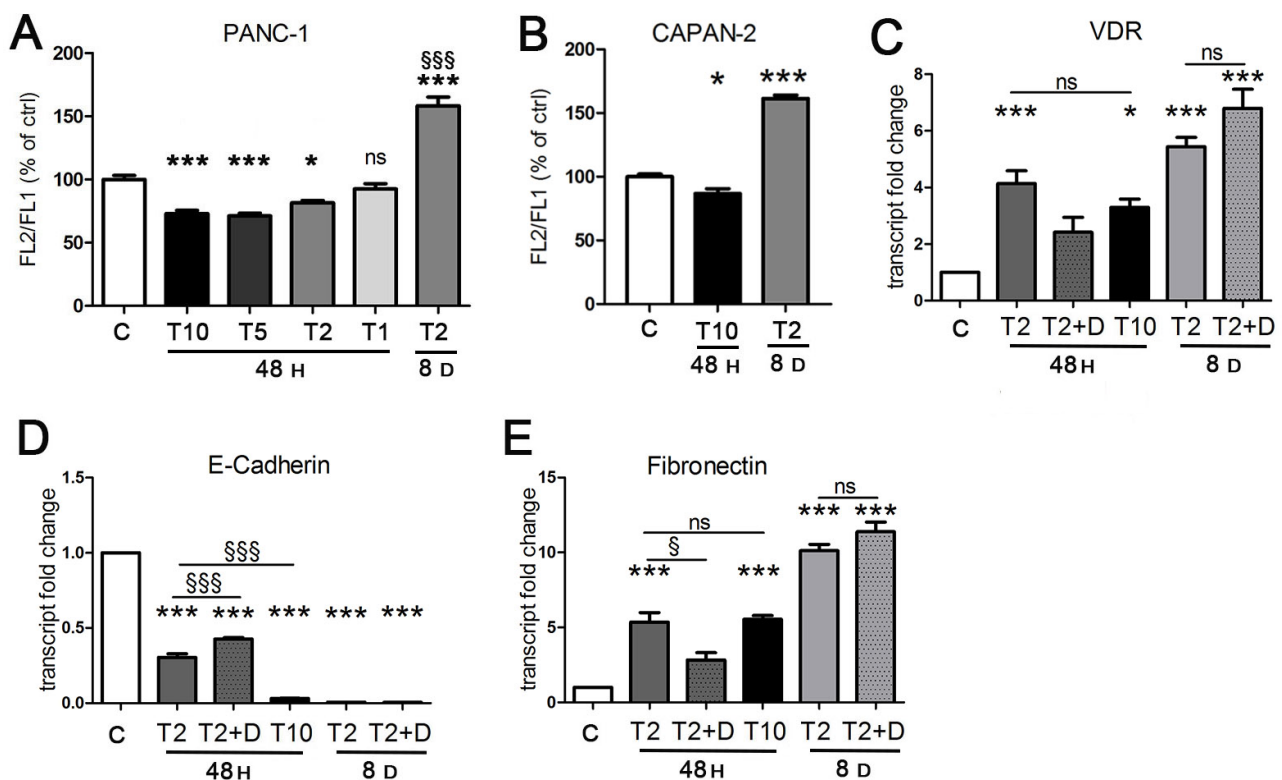 A
PANC-1
FL2/FL1 (% of ctrl)
200
150
100
50
0
***
***
*
ns
§§§
***
C
T10
T5
T2
T1
T2
48 H
8 D
B
CAPAN-2
FL2/FL1 (% of ctrl)
200
150
100
50
0
*
***
C
T10
T2
48 H
8 D
C
VDR
transcript fold change
8
6
4
2
0
ns
ns
***
*
***
***
C
T2
T2+D
T10
T2
T2+D
48H
8 D
D
E-Cadherin
transcript fold change
1.5
1.0
0.5
0.0
§§§
§§§
***
***
***
***
***
C
T2
T2+D
T10
T2
T2+D
48H
8 D
E
Fibronectin
transcript fold change
15
10
5
0
ns
ns
§
***
***
***
***
C
T2
T2+D
T10
T2
T2+D
48H
8 D